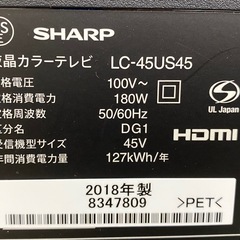 SHARP
液晶カラーテレビ LC-45US45
定格電圧 100V~
定格消費電力 180W
定格周波数 50/60Hz
区分名 DG1
受信機型サイズ 45V
年間消費電力量 127kWh/年
UL Japan
HDMI
2018年製
8347809
>PET<